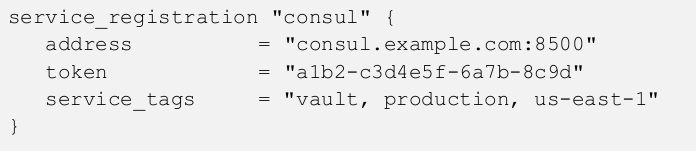 service_registration "consul" {
   address          = "consul.example.com:8500"
   token            = "a1b2-c3d4e5f-6a7b-8c9d"
   service_tags     = "vault, production, us-east-1"
}